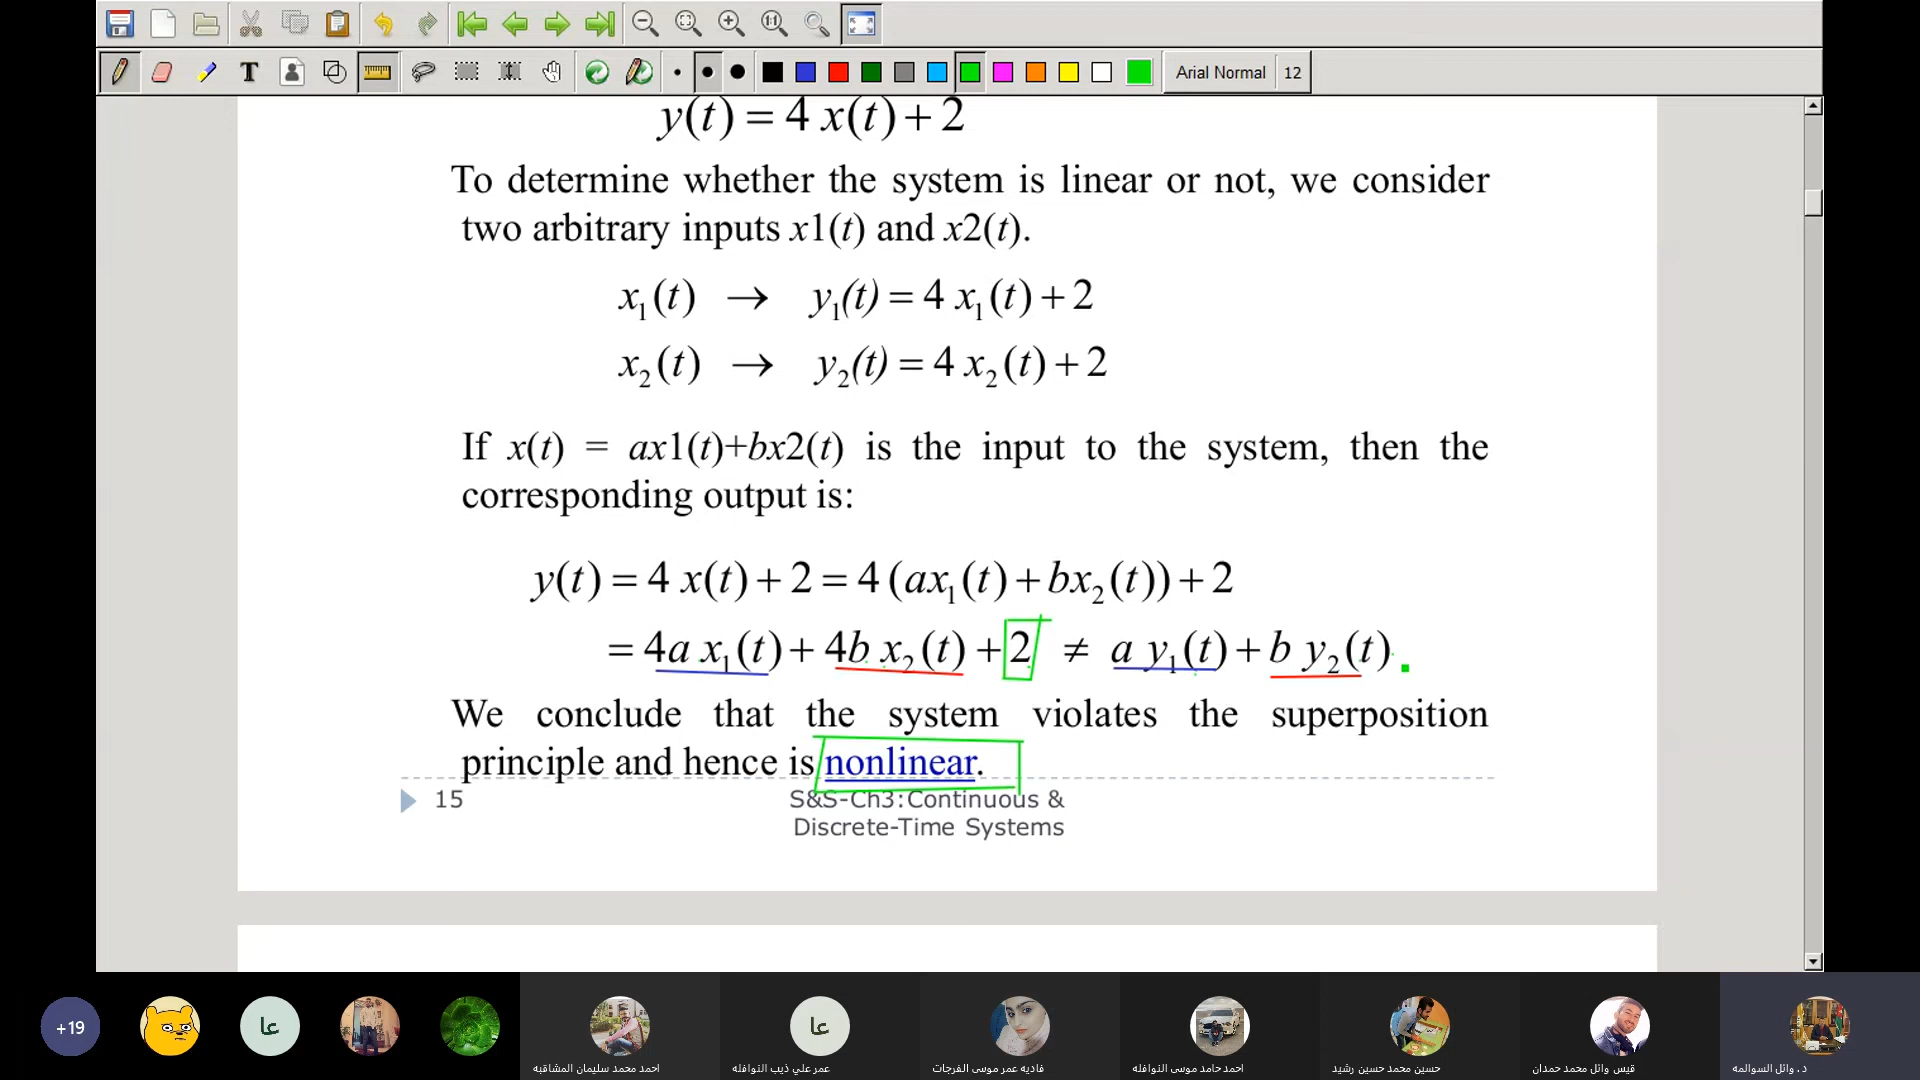 Arial Normal 12
y(t) = 4 x(t) + 2
To determine whether the system is linear or not, we consider
two arbitrary inputs x1(t) and x2(t).
x₁(t) → y₁(t) = 4 x₁(t) + 2
x₂(t) → y₂(t) = 4 x₂(t) + 2
If x(t) = ax1(t)+bx2(t) is the input to the system, then the
corresponding output is:
y(t) = 4 x(t) + 2 = 4 (ax₁(t) + bx₂(t)) + 2
= 4a x₁(t) + 4b x₂(t) + 2 ≠ a y₁(t) + b y₂(t).
We conclude that the system violates the superposition
principle and hence is nonlinear.
15
S&S-Ch3:Continuous &
Discrete-Time Systems
+19
عا
عا
احمد محمد سليمان المشاقبه
عمر علي ذيب النوافله
فاديه عمر موسى الفرجات
احمد حامد موسى النوافله
حسين محمد حسين رشيد
قيس وائل محمد حمدان
د. وائل السوالمه